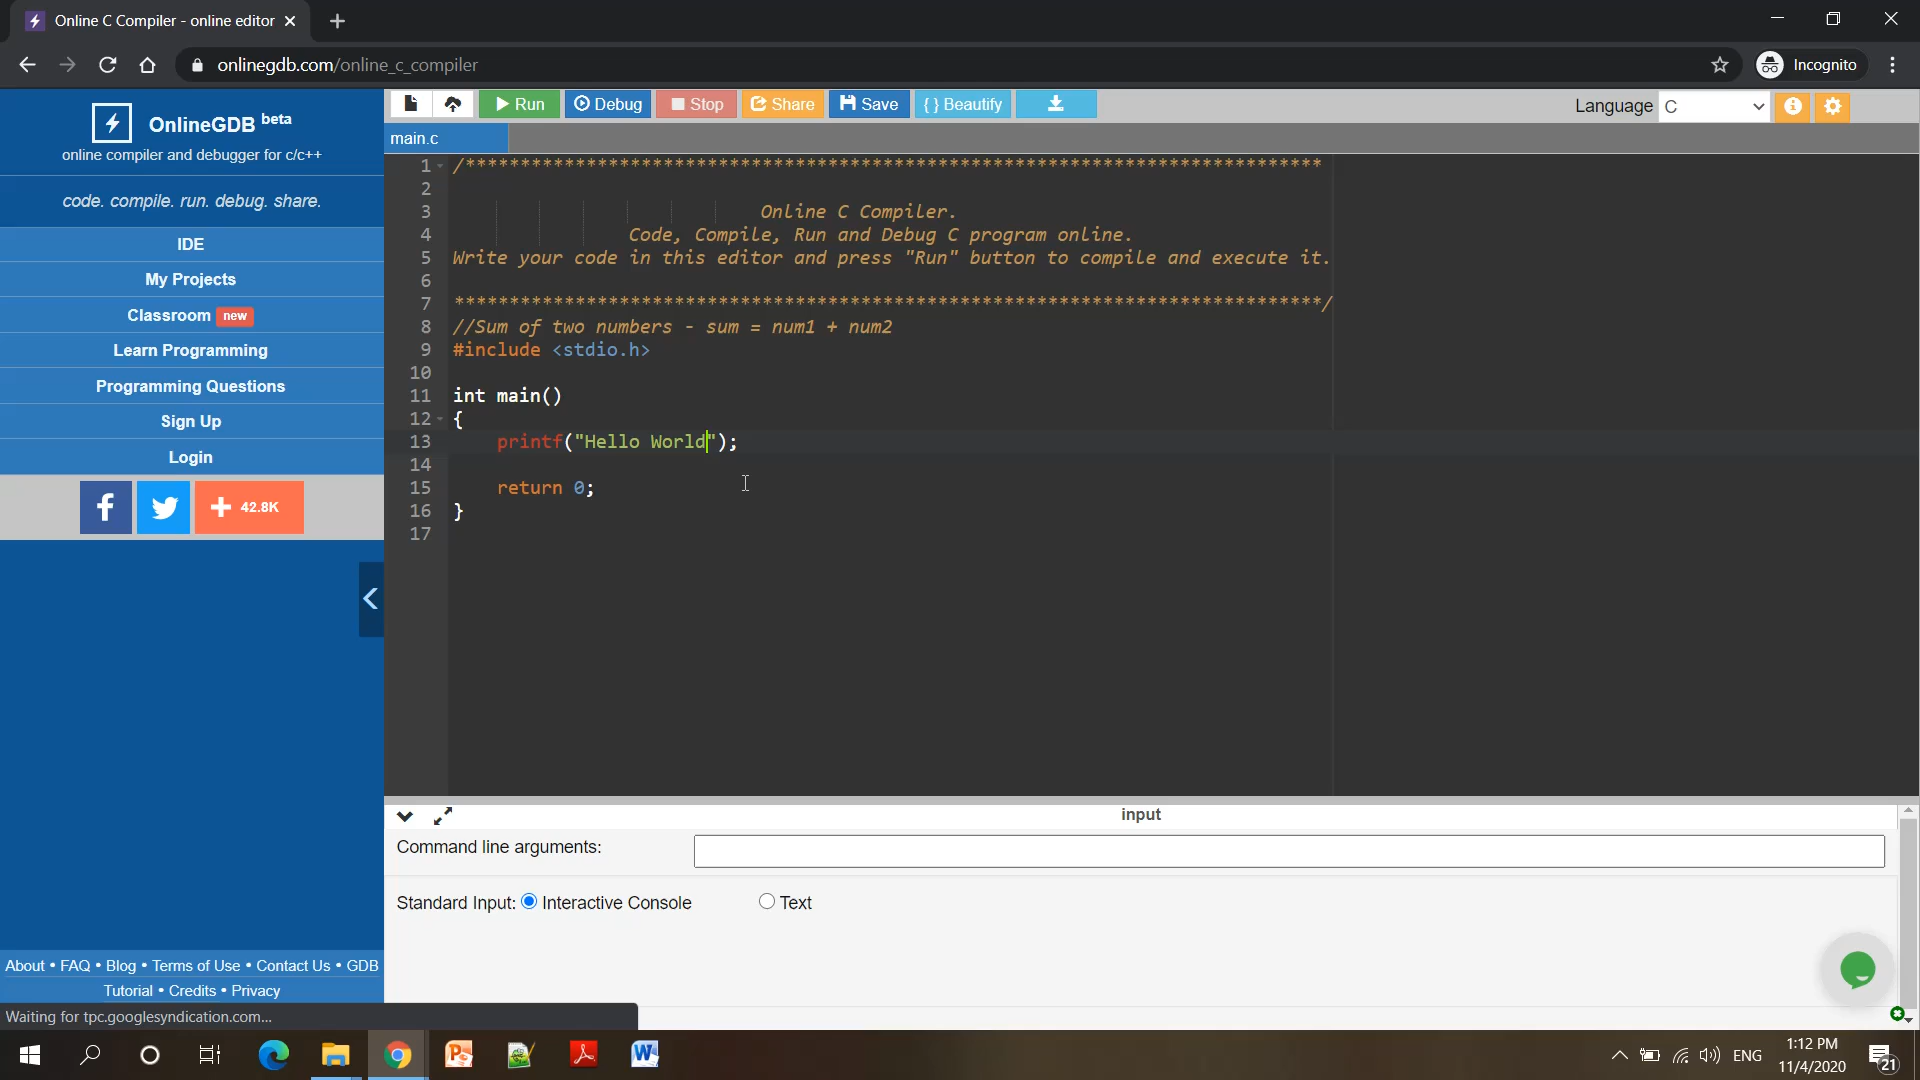 Online C Compiler - online editor
onlinegdb.com/online_c_compiler
Incognito
OnlineGDB beta
online compiler and debugger for c/c++
code. compile. run. debug. share.
IDE
My Projects
Classroom new
Learn Programming
Programming Questions
Sign Up
Login
42.8K
About • FAQ • Blog • Terms of Use • Contact Us • GDB
Tutorial • Credits • Privacy
Waiting for tpc.googlesyndication.com...
Run Debug Stop Share Save {} Beautify
Language C
main.c
1 /******************************************************************************
2
3 Online C Compiler.
4 Code, Compile, Run and Debug C program online.
5 Write your code in this editor and press "Run" button to compile and execute it.
6
7 *******************************************************************************/
8 //Sum of two numbers - sum = num1 + num2
9 #include <stdio.h>
10
11 int main()
12 {
13 printf("Hello World");
14
15 return 0;
16 }
17
input
Command line arguments:
Standard Input: Interactive Console Text
ENG
1:12 PM
11/4/2020
21